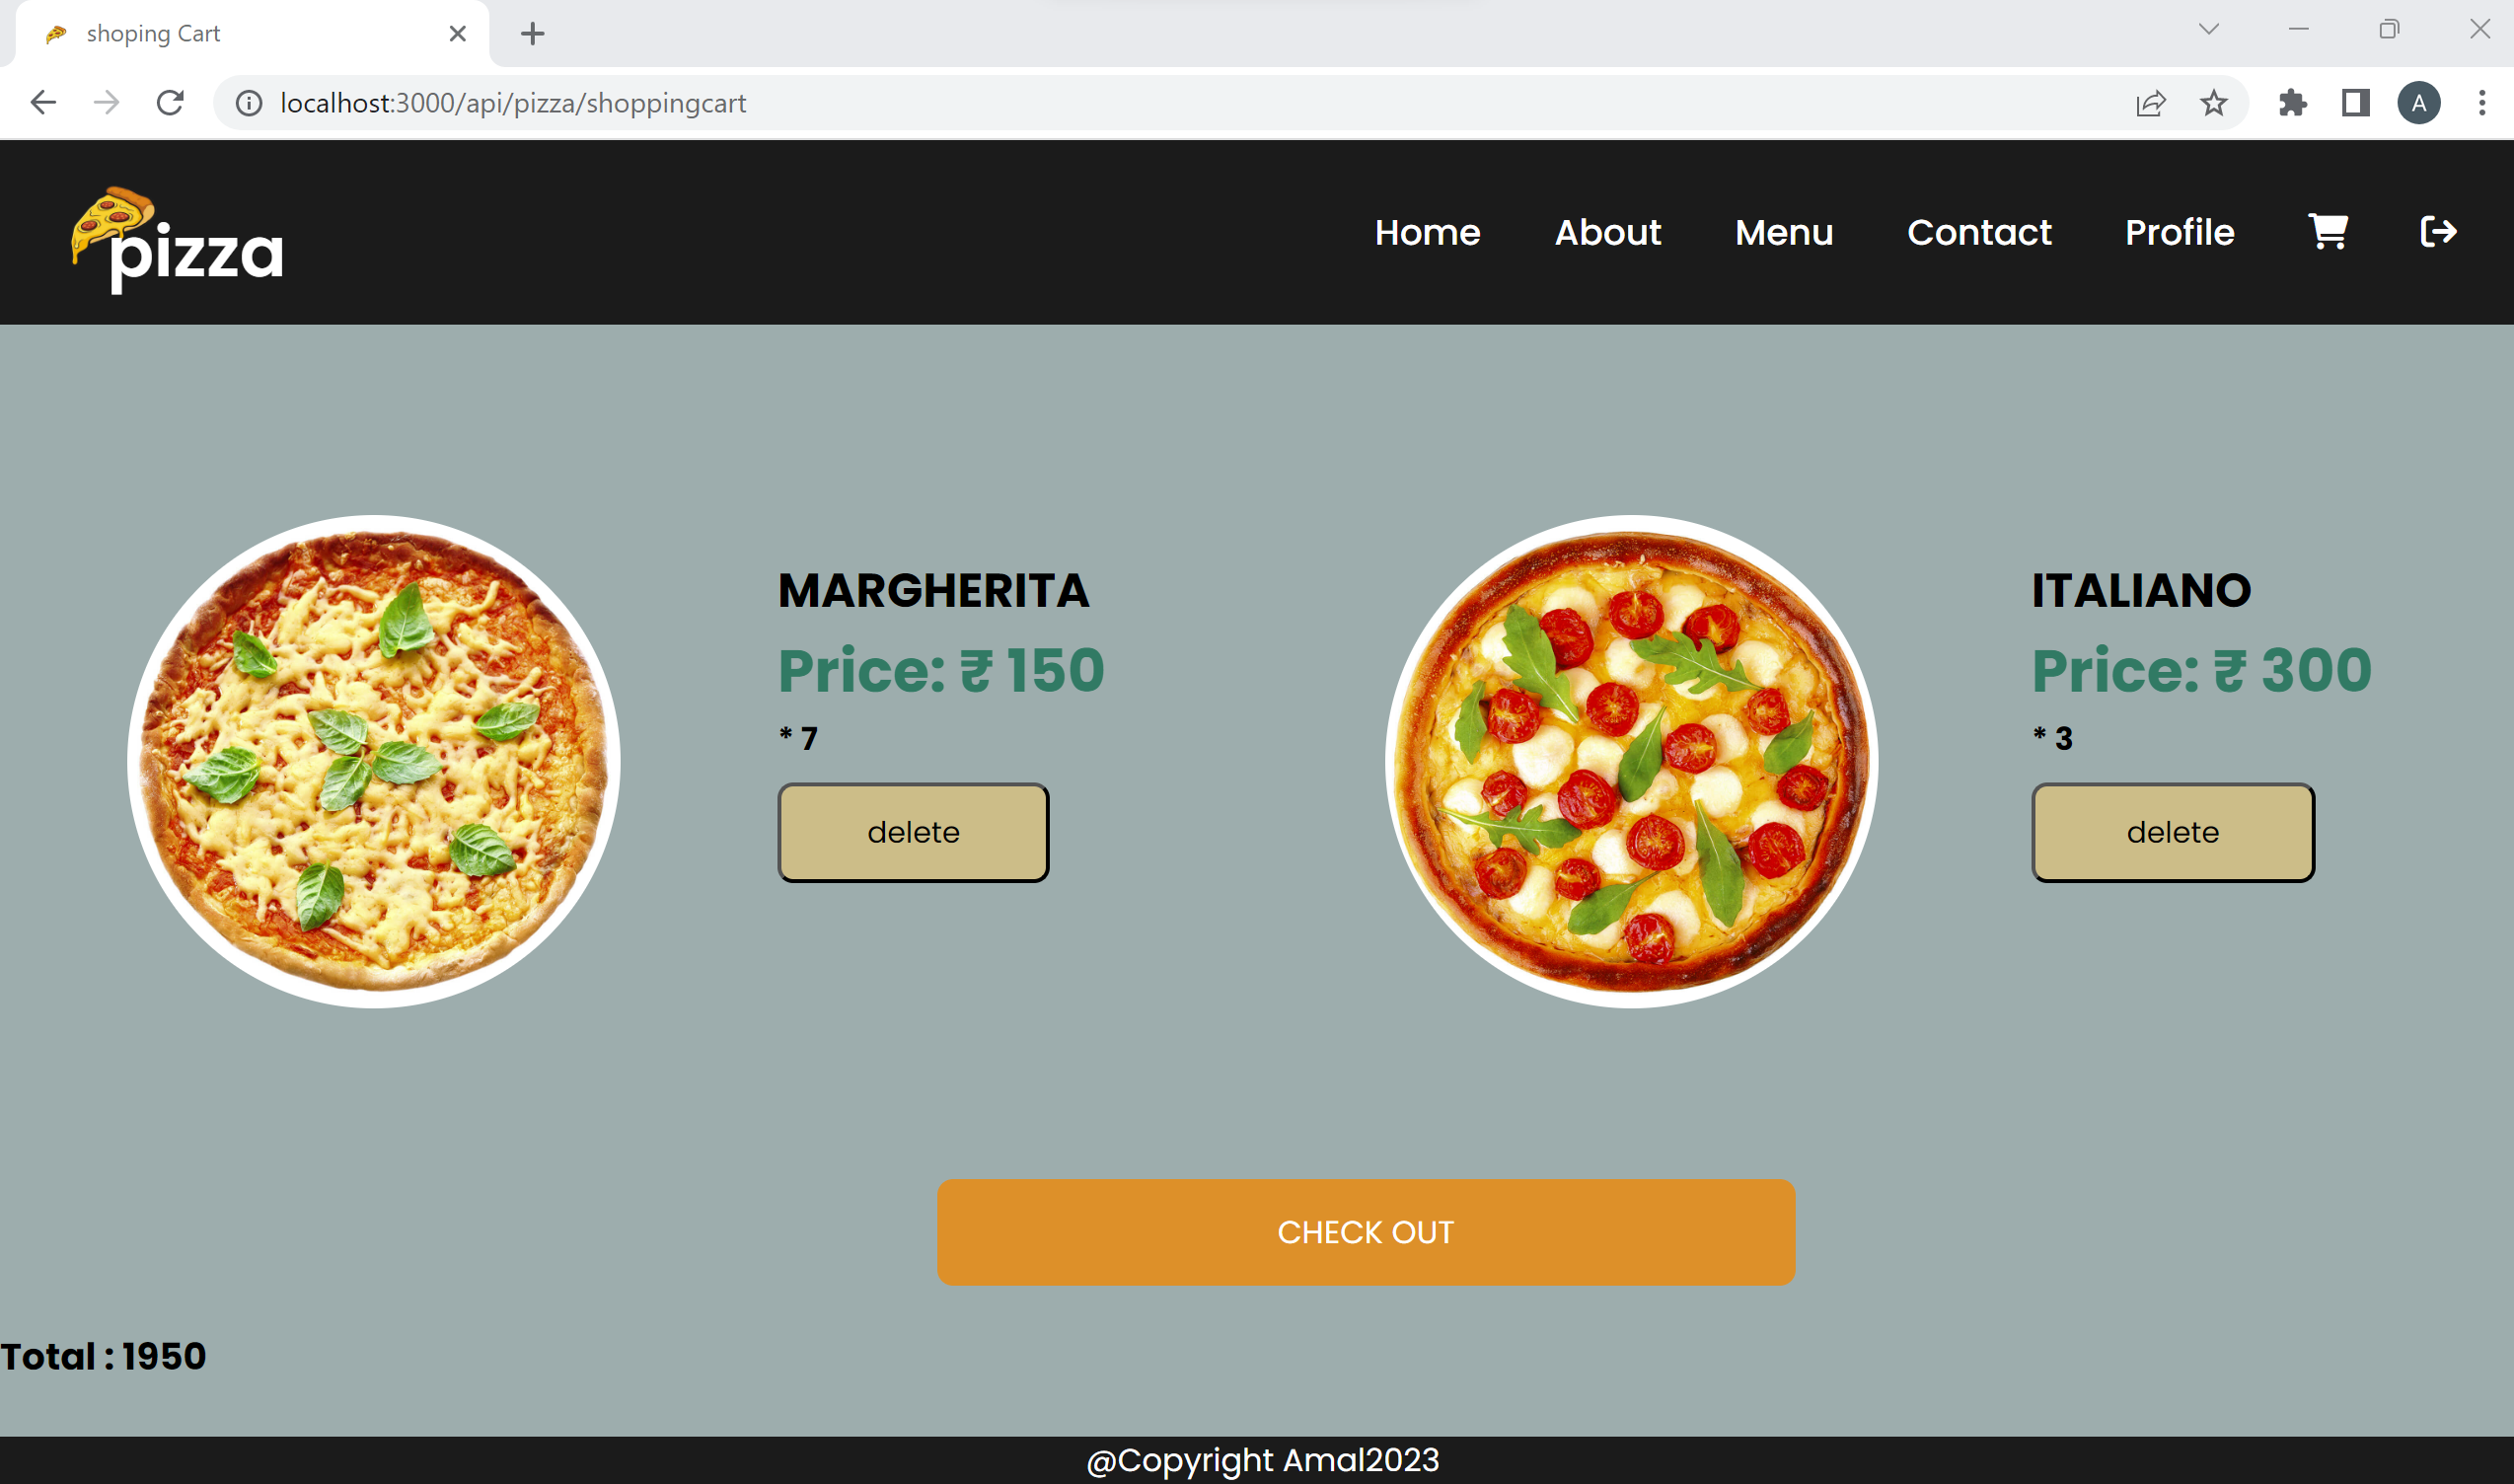 shoping Cart
localhost:3000/api/pizza/shoppingcart
A
pizza
Home About Menu Contact Profile
MARGHERITA
Price: ₹ 150
* 7
delete
ITALIANO
Price: ₹ 300
* 3
delete
CHECK OUT
Total : 1950
@Copyright Amal2023